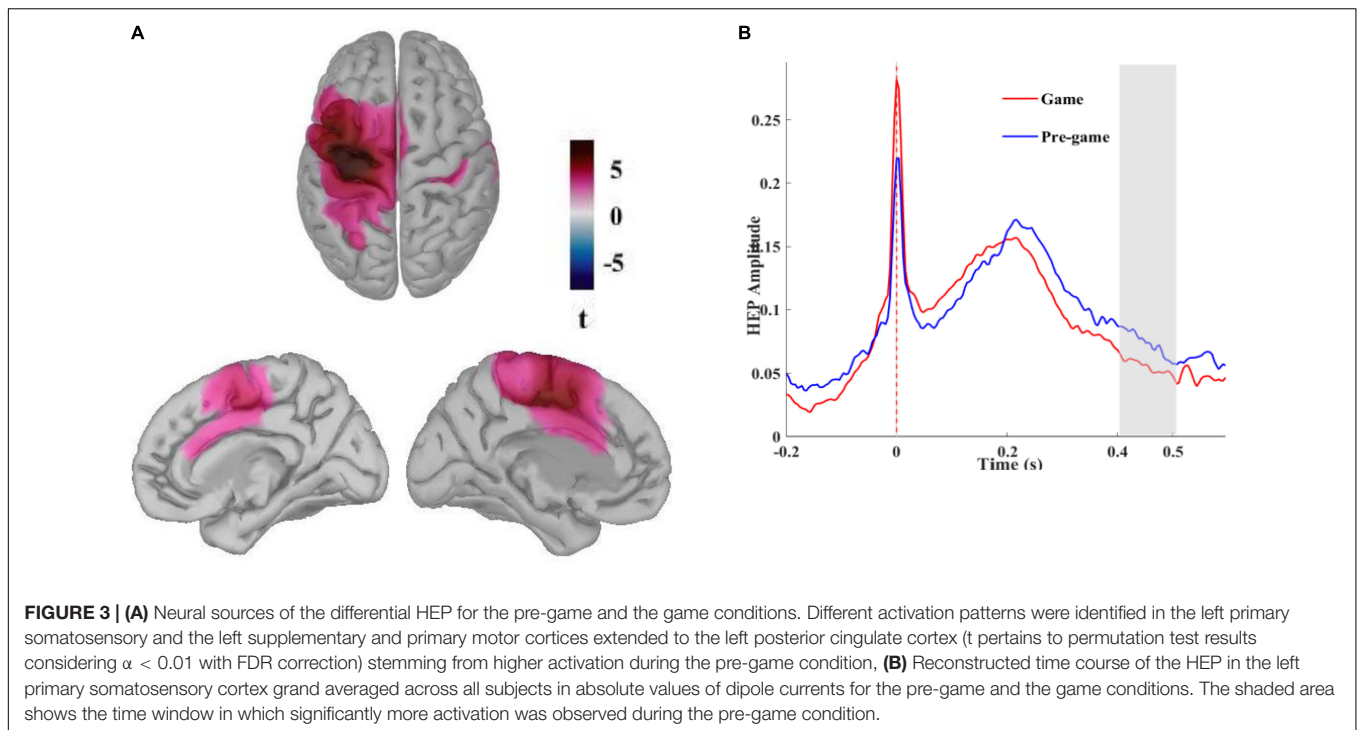 A
5
0
-5
t
B
Game
Pre-game
0.25
0.2
0.15
0.1
0.05
0
HEP Amplitude
-0.2
0
0.2
0.4
0.5
Time (s)
FIGURE 3 | (A) Neural sources of the differential HEP for the pre-game and the game conditions. Different activation patterns were identified in the left primary
somatosensory and the left supplementary and primary motor cortices extended to the left posterior cingulate cortex (t pertains to permutation test results
considering α < 0.01 with FDR correction) stemming from higher activation during the pre-game condition, (B) Reconstructed time course of the HEP in the left
primary somatosensory cortex grand averaged across all subjects in absolute values of dipole currents for the pre-game and the game conditions. The shaded area
shows the time window in which significantly more activation was observed during the pre-game condition.